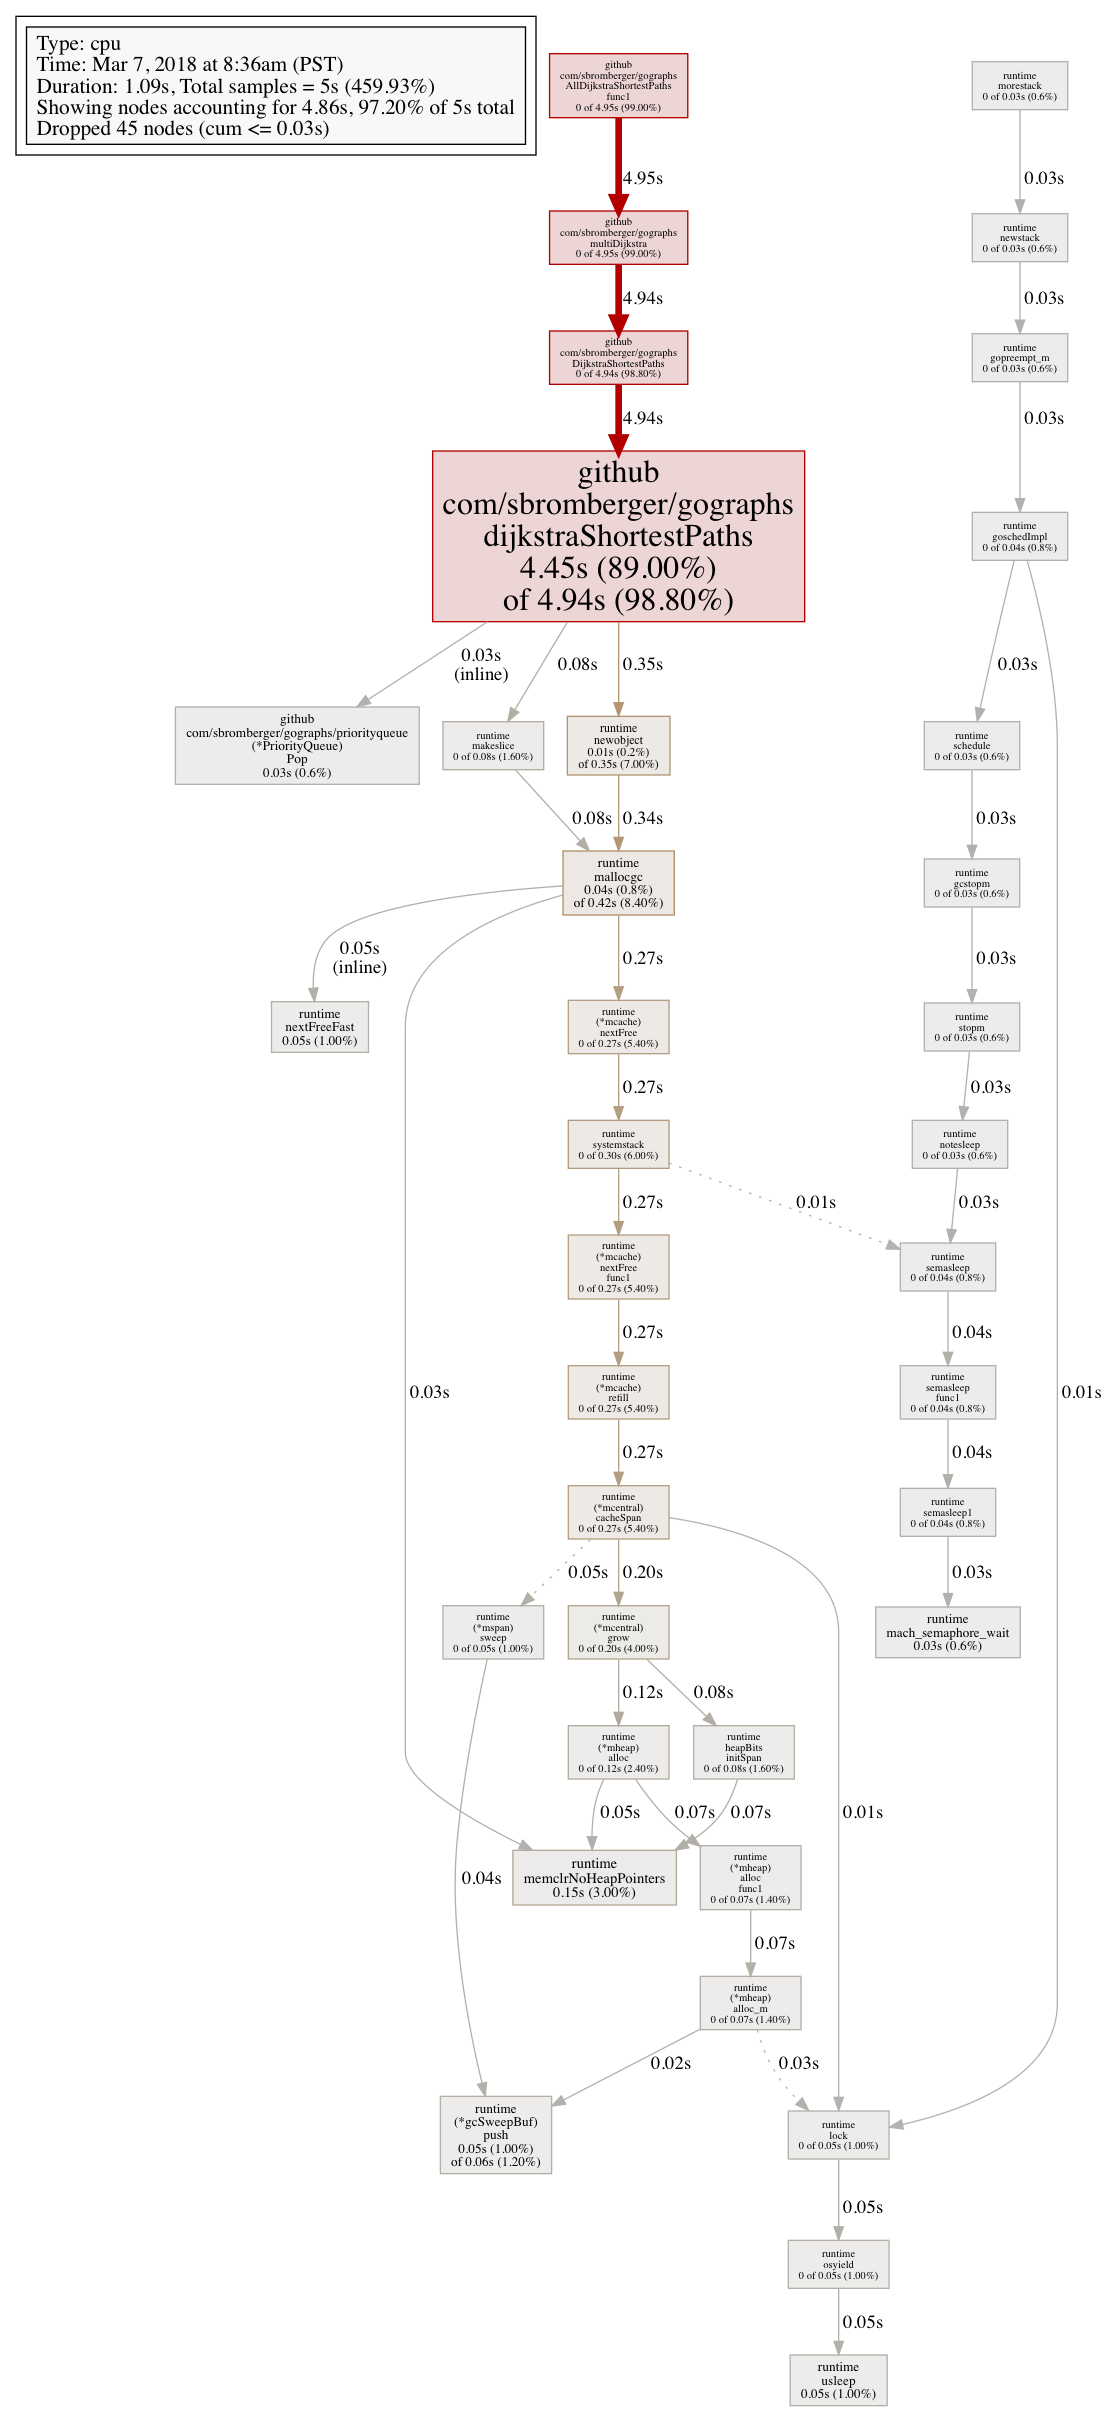 Type: cpu
Time: Mar 7, 2018 at 8:36am (PST)
Duration: 1.09s, Total samples = 5s (459.93%)
Showing nodes accounting for 4.86s, 97.20% of 5s total
Dropped 45 nodes (cum <= 0.03s)
github
com/sbromberger/gographs
AllDijkstraShortestPaths
func1
0 of 4.95s (99.00%)
runtime
morestack
0 of 0.03s (0.6%)
4.95s
0.03s
github
com/sbromberger/gographs
multiDijkstra
0 of 4.95s (99.00%)
runtime
newstack
0 of 0.03s (0.6%)
4.94s
0.03s
github
com/sbromberger/gographs
DijkstraShortestPaths
0 of 4.94s (98.80%)
runtime
gopreempt_m
0 of 0.03s (0.6%)
4.94s
0.03s
github
com/sbromberger/gographs
dijkstraShortestPaths
4.45s (89.00%)
of 4.94s (98.80%)
runtime
goschedImpl
0 of 0.04s (0.8%)
0.03s
(inline)
0.08s
0.35s
0.03s
github
com/sbromberger/gographs/priorityqueue
(*PriorityQueue)
Pop
0.03s (0.6%)
runtime
makeslice
0 of 0.08s (1.60%)
runtime
newobject
0.01s (0.2%)
of 0.35s (7.00%)
runtime
schedule
0 of 0.03s (0.6%)
0.08s
0.34s
0.03s
runtime
mallocgc
0.04s (0.8%)
of 0.42s (8.40%)
runtime
gcstopm
0 of 0.03s (0.6%)
0.05s
(inline)
0.27s
0.03s
runtime
nextFreeFast
0.05s (1.00%)
runtime
(*mcache)
nextFree
0 of 0.27s (5.40%)
runtime
stopm
0 of 0.03s (0.6%)
0.27s
0.03s
runtime
systemstack
0 of 0.30s (6.00%)
runtime
notesleep
0 of 0.03s (0.6%)
0.27s
0.01s
0.03s
runtime
(*mcache)
nextFree
func1
0 of 0.27s (5.40%)
runtime
semasleep
0 of 0.04s (0.8%)
0.27s
0.04s
0.03s
runtime
(*mcache)
refill
0 of 0.27s (5.40%)
runtime
semasleep
func1
0 of 0.04s (0.8%)
0.01s
0.27s
0.04s
runtime
(*mcentral)
cacheSpan
0 of 0.27s (5.40%)
runtime
semasleep1
0 of 0.04s (0.8%)
0.05s
0.20s
0.03s
runtime
(*mspan)
sweep
0 of 0.05s (1.00%)
runtime
(*mcentral)
grow
0 of 0.20s (4.00%)
runtime
mach_semaphore_wait
0.03s (0.6%)
0.12s
0.08s
runtime
(*mheap)
alloc
0 of 0.12s (2.40%)
runtime
heapBits
initSpan
0 of 0.08s (1.60%)
0.05s
0.07s
0.07s
0.01s
0.04s
runtime
memclrNoHeapPointers
0.15s (3.00%)
runtime
(*mheap)
alloc
func1
0 of 0.07s (1.40%)
0.07s
runtime
(*mheap)
alloc_m
0 of 0.07s (1.40%)
0.02s
0.03s
runtime
(*gcSweepBuf)
push
0.05s (1.00%)
of 0.06s (1.20%)
runtime
lock
0 of 0.05s (1.00%)
0.05s
runtime
osyield
0 of 0.05s (1.00%)
0.05s
runtime
usleep
0.05s (1.00%)